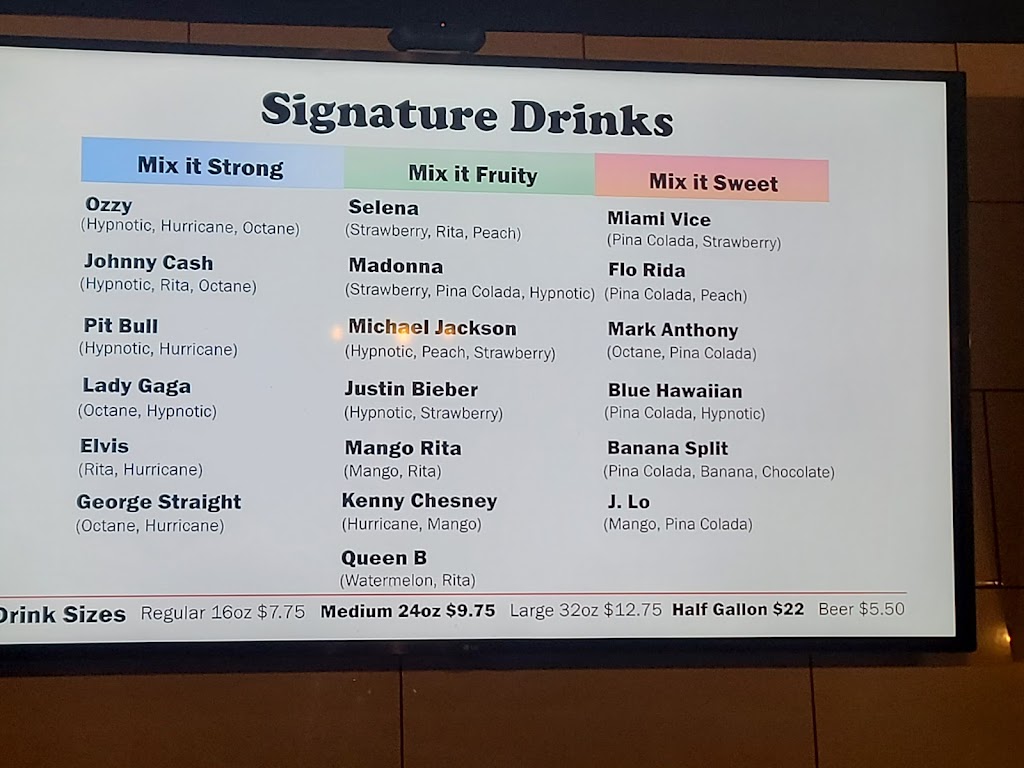 Signature Drinks
Mix it Strong
Ozzy
(Hypnotic, Hurricane, Octane)
Johnny Cash
(Hypnotic, Rita, Octane)
Pit Bull
(Hypnotic, Hurricane)
Lady Gaga
(Octane, Hypnotic)
Elvis
(Rita, Hurricane)
George Straight
(Octane, Hurricane)
Mix it Fruity
Selena
(Strawberry, Rita, Peach)
Madonna
(Strawberry, Pina Colada, Hypnotic)
Michael Jackson
(Hypnotic, Peach, Strawberry)
Justin Bieber
(Hypnotic, Strawberry)
Mango Rita
(Mango, Rita)
Kenny Chesney
(Hurricane, Mango)
Queen B
(Watermelon, Rita)
Mix it Sweet
Miami Vice
(Pina Colada, Strawberry)
Flo Rida
(Pina Colada, Peach)
Mark Anthony
(Octane, Pina Colada)
Blue Hawaiian
(Pina Colada, Hypnotic)
Banana Split
(Pina Colada, Banana, Chocolate)
J. Lo
(Mango, Pina Colada)
Drink Sizes Regular 16oz $7.75 Medium 24oz $9.75 Large 32oz $12.75 Half Gallon $22 Beer $5.50